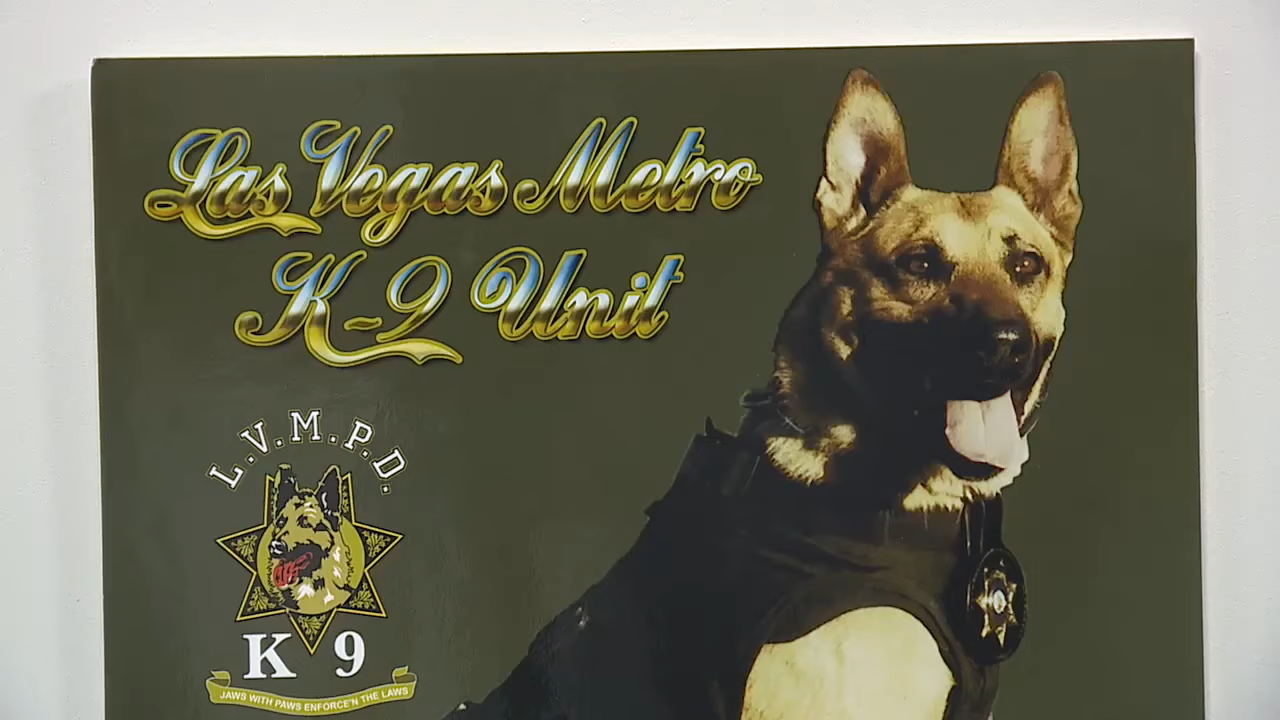 Las Vegas Metro
K-9 Unit
L.V.M.P.D.
K 9
JAWS WITH PAWS ENFORCE'N THE LAWS